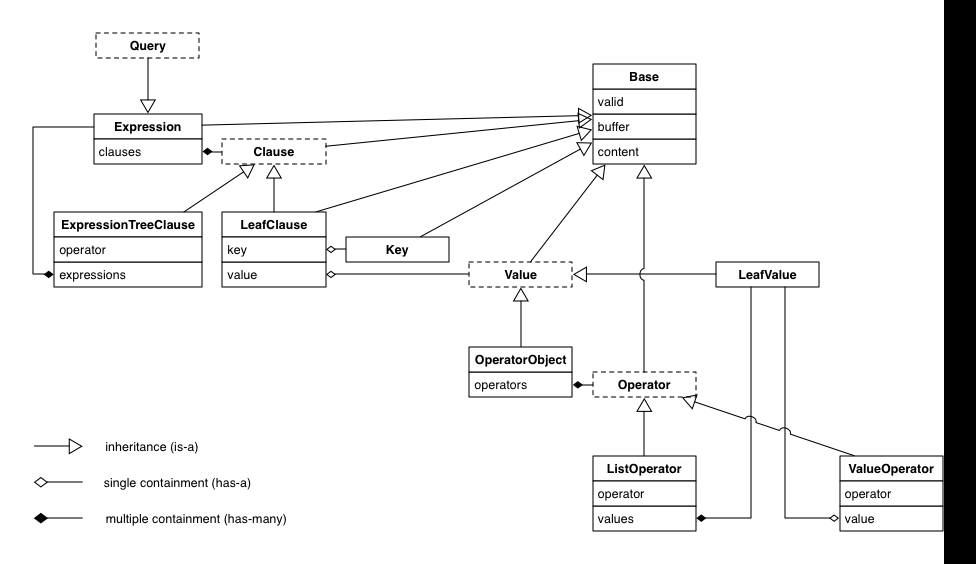 Query
Base
valid
buffer
content
Expression
clauses
Clause
ExpressionTreeClause
operator
expressions
LeafClause
key
value
Key
Value
LeafValue
OperatorObject
operators
Operator
inheritance (is-a)
single containment (has-a)
multiple containment (has-many)
ListOperator
operator
values
ValueOperator
operator
value